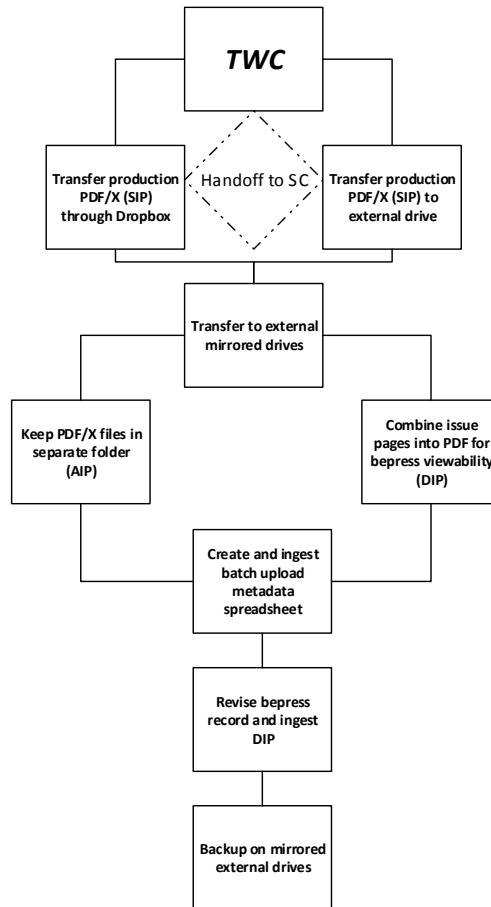 TWC
Handoff to SC
Transfer production
PDF/X (SIP)
through Dropbox
Transfer production
PDF/X (SIP) to
external drive
Transfer to external
mirrored drives
Keep PDF/X files in
separate folder
(AIP)
Combine issue
pages into PDF for
bepress viewability
(DIP)
Create and ingest
batch upload
metadata
spreadsheet
Revise bepress
record and ingest
DIP
Backup on mirrored
external drives